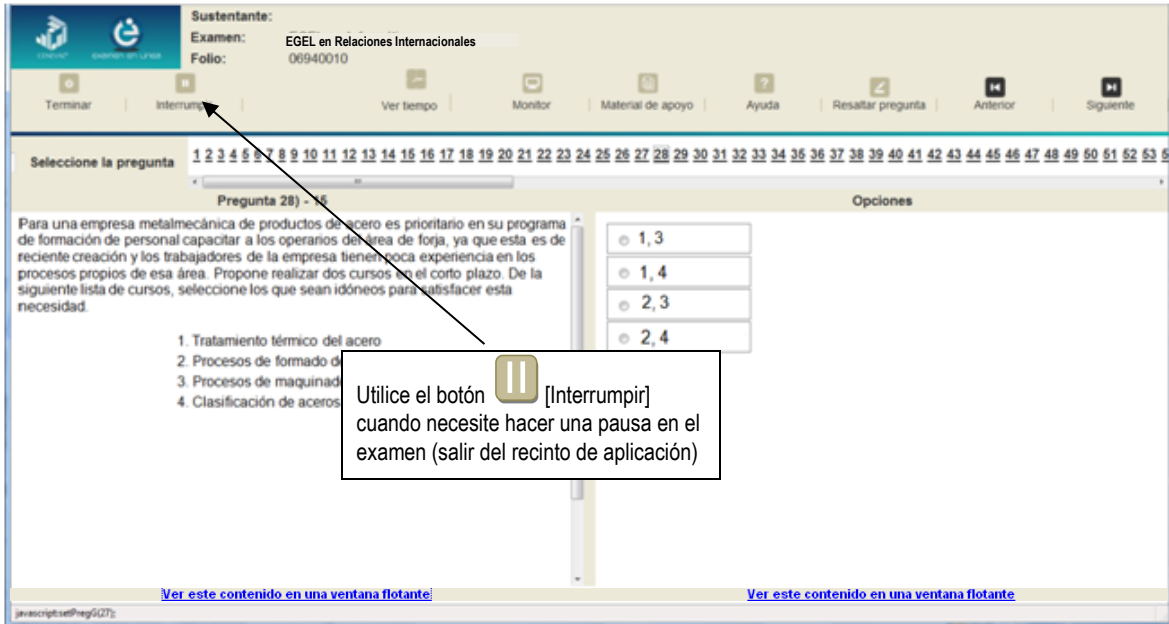 Sustentante:
Examen:
EGEL en Relaciones Internacionales
Folio: 06940010
Terminar Interrumpir Ver tiempo Monitor Material de apoyo Ayuda Resaltar pregunta Anterior Siguiente
Seleccione la pregunta 1 2 3 4 5 6 7 8 9 10 11 12 13 14 15 16 17 18 19 20 21 22 23 24 25 26 27 28 29 30 31 32 33 34 35 36 37 38 39 40 41 42 43 44 45 46 47 48 49 50 51 52 53 5
Pregunta 28) - 15
Opciones
Para una empresa metalmecánica de productos de acero es prioritario en su programa
de formación de personal capacitar a los operarios del área de forja, ya que esta es de
reciente creación y los trabajadores de la empresa tienen poca experiencia en los
procesos propios de esa área. Propone realizar dos cursos en el corto plazo. De la
siguiente lista de cursos, seleccione los que sean idóneos para satisfacer esta
necesidad.
1. Tratamiento térmico del acero
2. Procesos de formado d
3. Procesos de maquinad
4. Clasificación de aceros
1, 3
1, 4
2, 3
2, 4
Utilice el botón [Interrumpir]
cuando necesite hacer una pausa en el
examen (salir del recinto de aplicación)
Ver este contenido en una ventana flotante
Ver este contenido en una ventana flotante
javascript:setPregG(27);